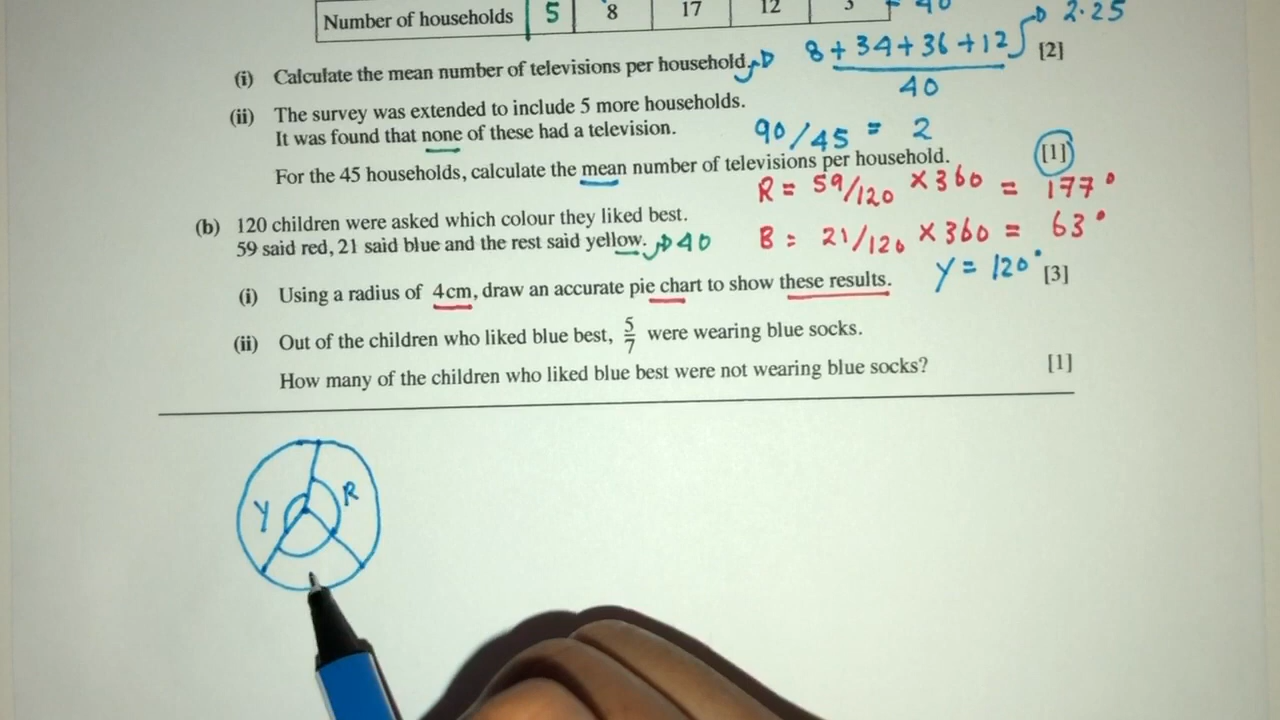 Number of households 5 8 17 12 3 = 40
2.25
8 + 34 + 36 + 12
40
(i) Calculate the mean number of televisions per household. [2]
(ii) The survey was extended to include 5 more households.
It was found that none of these had a television.
90/45 = 2
For the 45 households, calculate the mean number of televisions per household. [1]
R = 59/120 × 360 = 177°
(b) 120 children were asked which colour they liked best.
59 said red, 21 said blue and the rest said yellow. 40
B = 21/120 × 360 = 63°
Y = 120°
(i) Using a radius of 4cm, draw an accurate pie chart to show these results. [3]
(ii) Out of the children who liked blue best, 5/7 were wearing blue socks.
How many of the children who liked blue best were not wearing blue socks? [1]
Y R